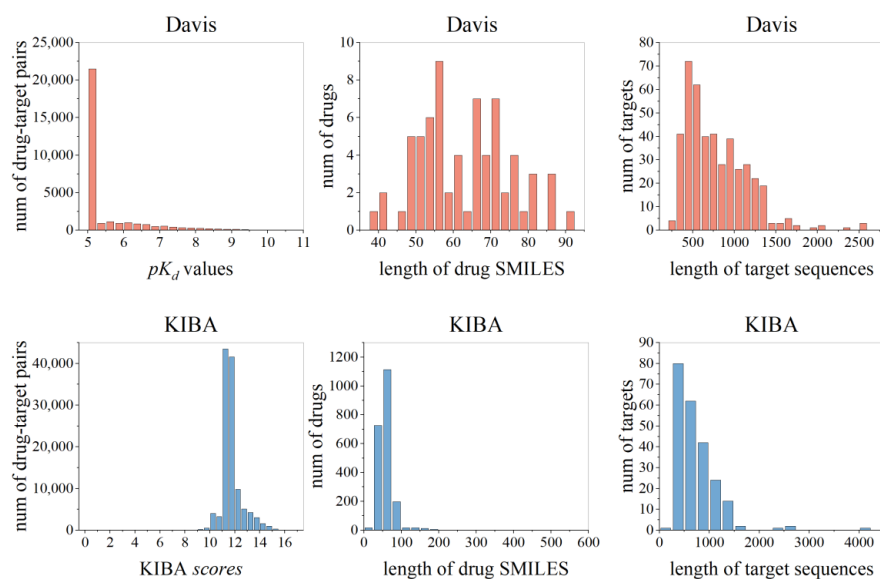 Davis
num of drug-target pairs
25,000
20,000
15,000
10,000
5000
0
5 6 7 8 9 10 11
pKd values
Davis
num of drugs
10
8
6
4
2
0
40 50 60 70 80 90
length of drug SMILES
Davis
num of targets
80
70
60
50
40
30
20
10
0
500 1000 1500 2000 2500
length of target sequences
KIBA
num of drug-target pairs
40,000
30,000
20,000
10,000
0
0 2 4 6 8 10 12 14 16
KIBA scores
KIBA
num of drugs
1200
1000
800
600
400
200
0
0 100 200 300 400 500 600
length of drug SMILES
KIBA
num of targets
90
80
70
60
50
40
30
20
10
0
0 1000 2000 3000 4000
length of target sequences